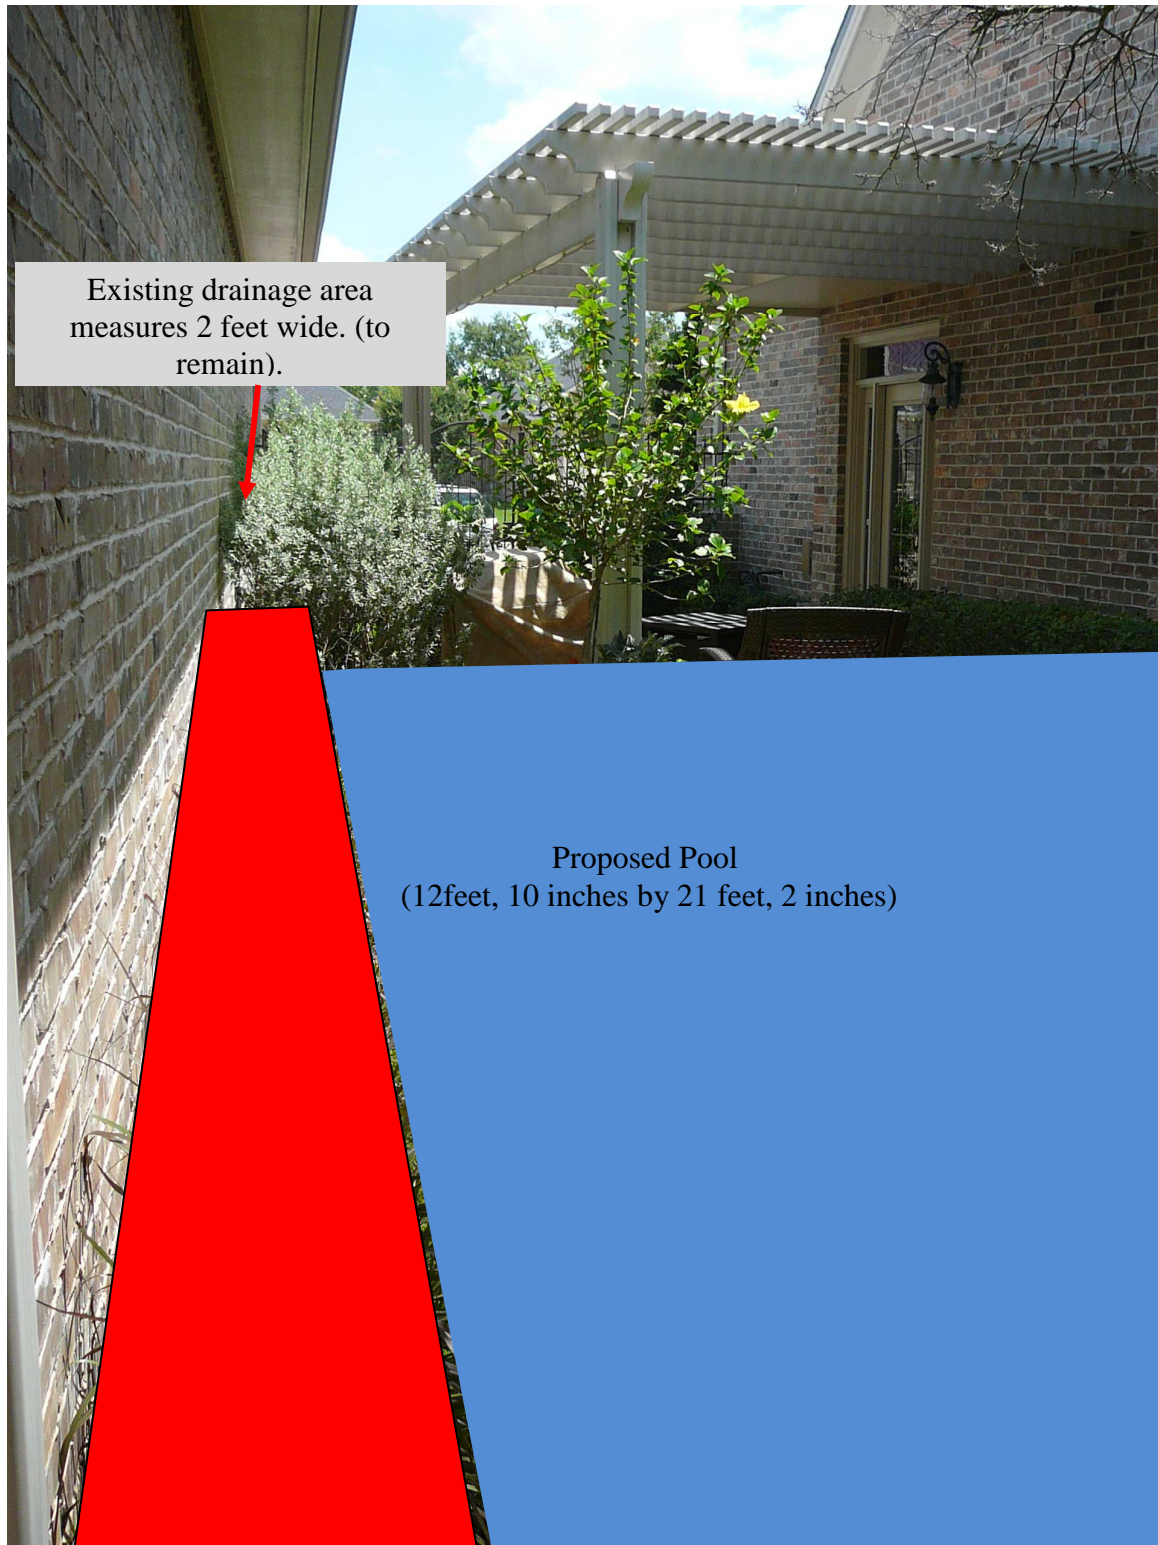 Existing drainage area
measures 2 feet wide. (to
remain).
Proposed Pool
(12feet, 10 inches by 21 feet, 2 inches)